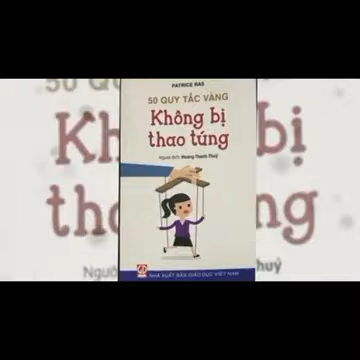 PATRICE RAS
50 QUY TẮC VÀNG
Không bị
thao túng
Người dịch: Hoàng Thanh Thuỷ
NHÀ XUẤT BẢN GIÁO DỤC VIỆT NAM